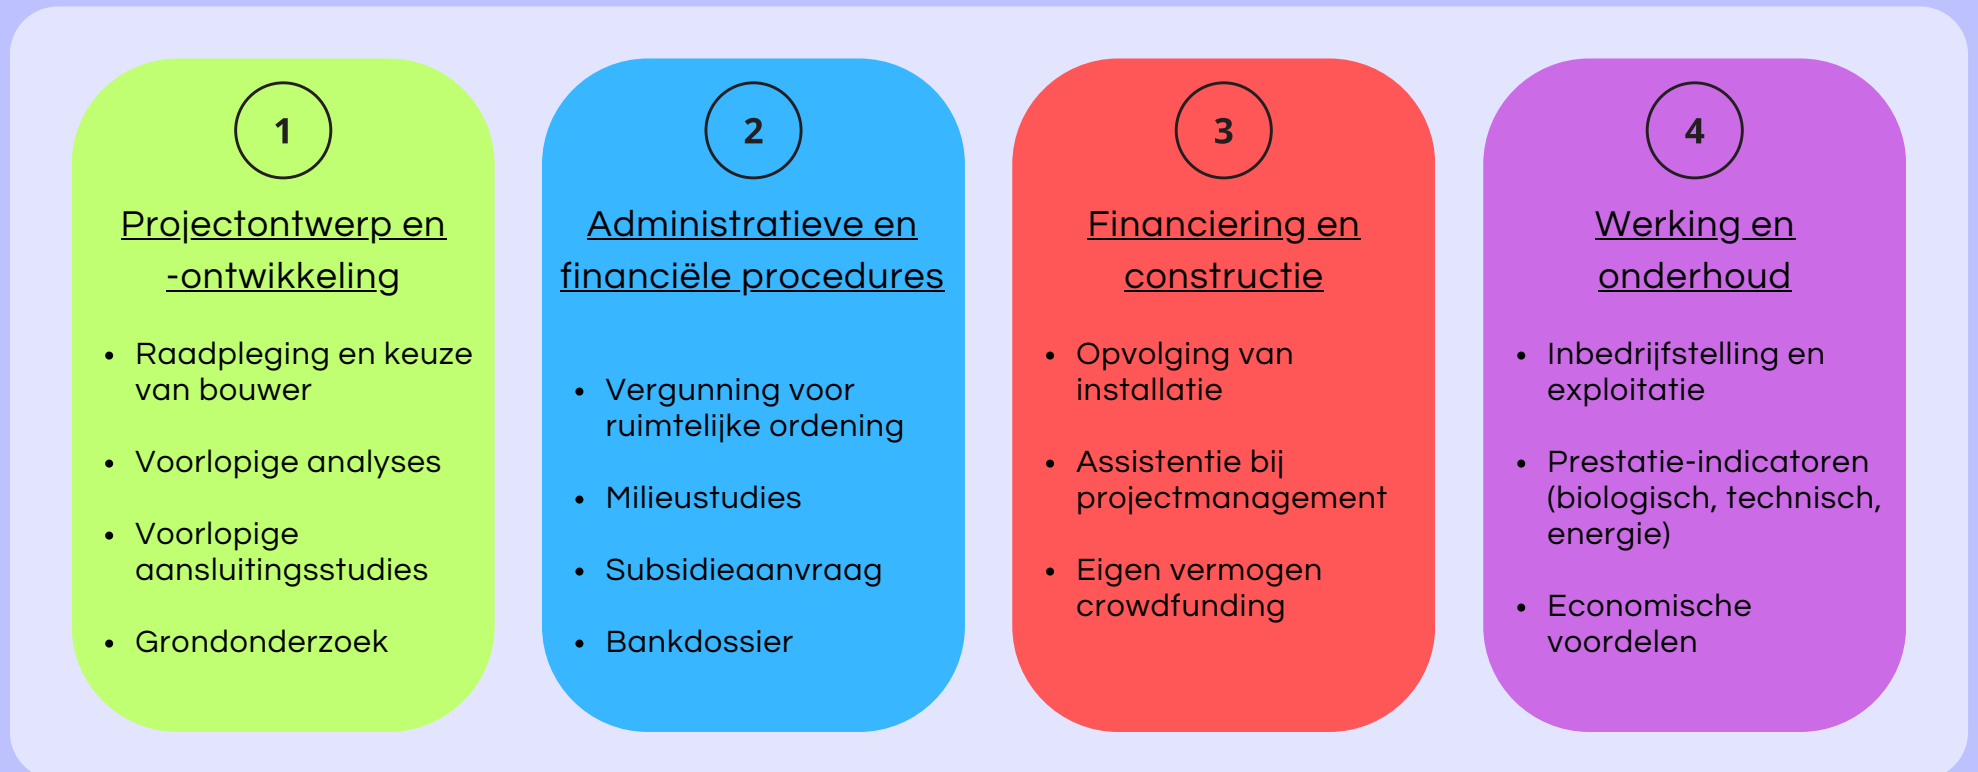 1
Projectontwerp en
-ontwikkeling
• Raadpleging en keuze
van bouwer
• Voorlopige analyses
• Voorlopige
aansluitingsstudies
• Grondonderzoek
2
Administratieve en
financiële procedures
• Vergunning voor
ruimtelijke ordening
• Milieustudies
• Subsidieaanvraag
• Bankdossier
3
Financiering en
constructie
• Opvolging van
installatie
• Assistentie bij
projectmanagement
• Eigen vermogen
crowdfunding
4
Werking en
onderhoud
• Inbedrijfstelling en
exploitatie
• Prestatie-indicatoren
(biologisch, technisch,
energie)
• Economische
voordelen